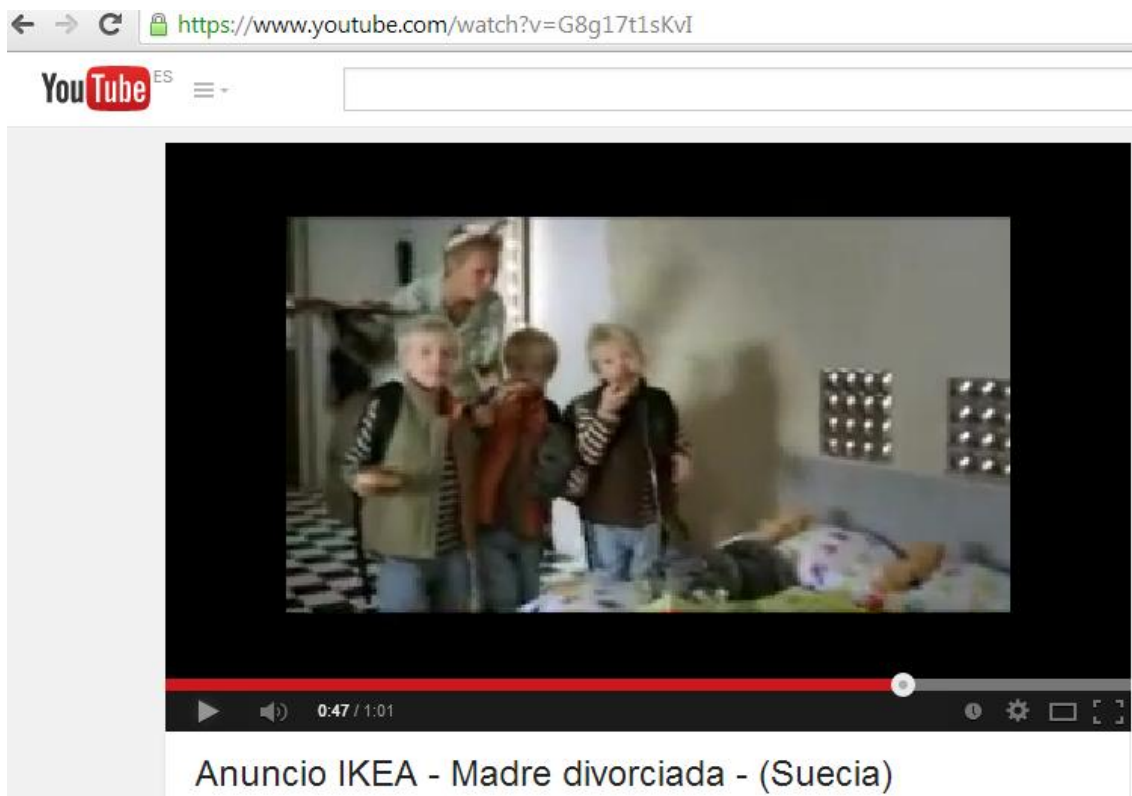 https://www.youtube.com/watch?v=G8g17t1sKvI
YouTube ES
0:47 / 1:01
Anuncio IKEA - Madre divorciada - (Suecia)